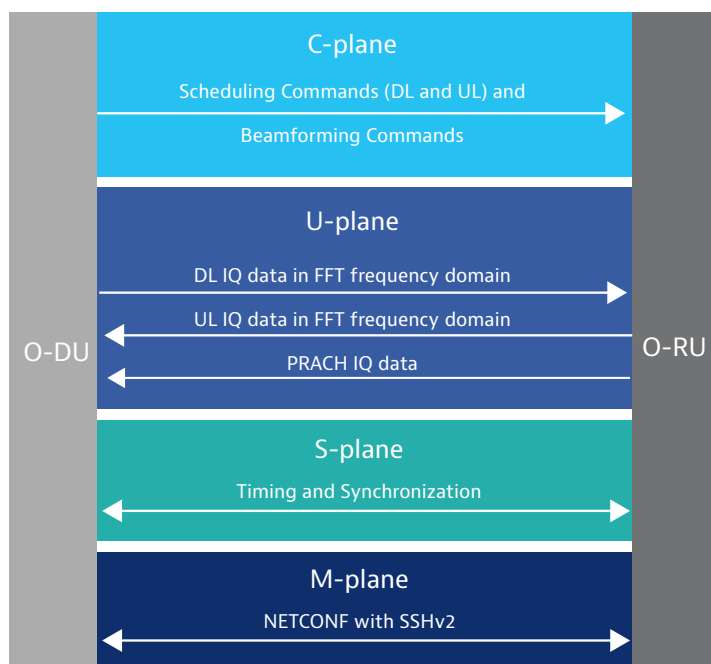 C-plane
Scheduling Commands (DL and UL) and
Beamforming Commands
U-plane
DL IQ data in FFT frequency domain
UL IQ data in FFT frequency domain
O-DU
O-RU
PRACH IQ data
S-plane
Timing and Synchronization
M-plane
NETCONF with SSHv2